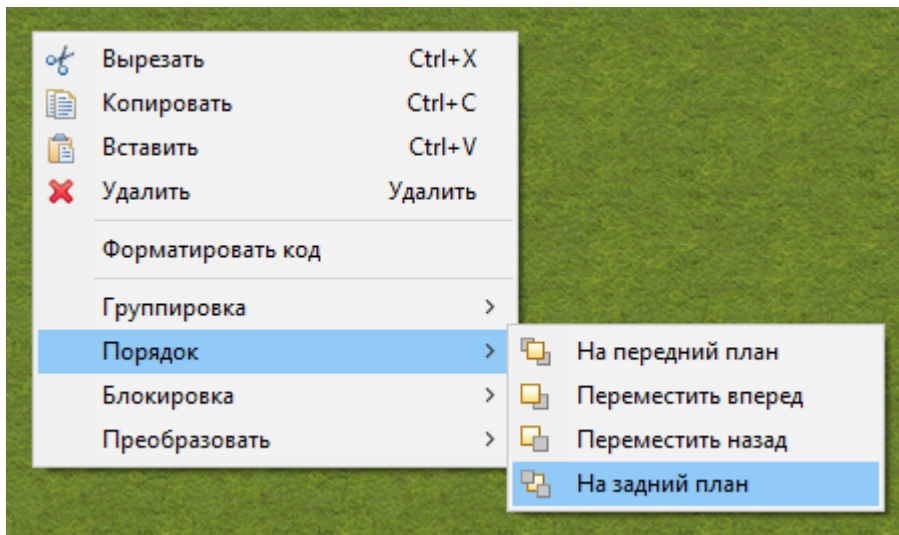 Вырезать Ctrl+X
Копировать Ctrl+C
Вставить Ctrl+V
Удалить Удалить
Форматировать код
Группировка
Порядок
Блокировка
Преобразовать
На передний план
Переместить вперед
Переместить назад
На задний план